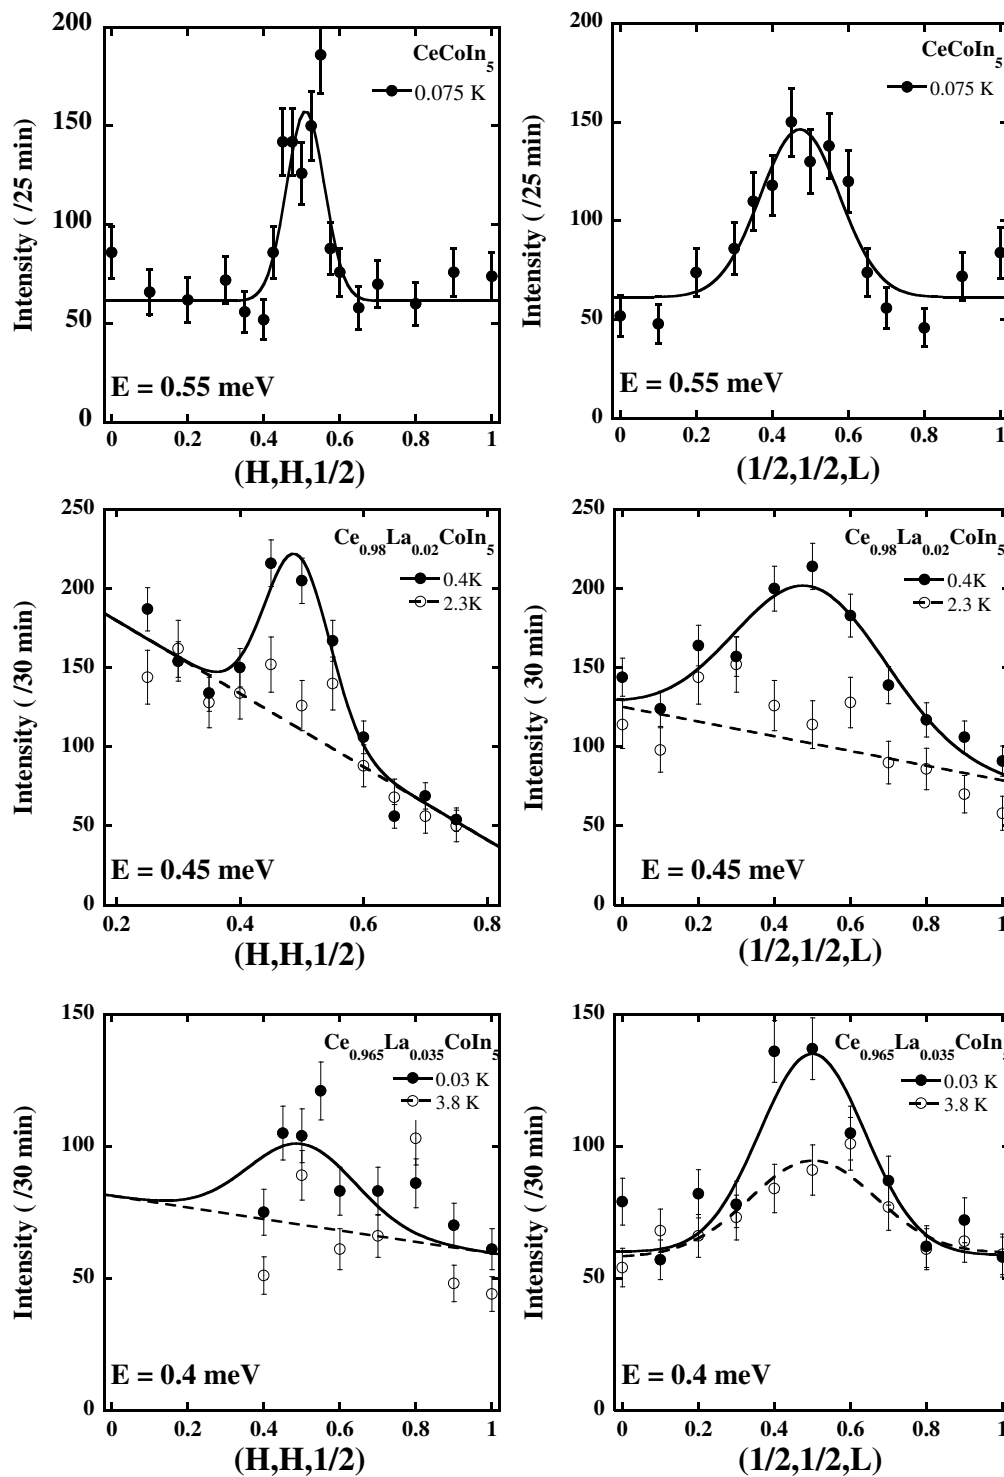 200
150
100
50
0
Intensity ( /25 min)
CeCoIn5
0.075 K
E = 0.55 meV
0 0.2 0.4 0.6 0.8 1
(H,H,1/2)
200
150
100
50
0
Intensity ( /25 min)
CeCoIn5
0.075 K
E = 0.55 meV
0 0.2 0.4 0.6 0.8 1
(1/2,1/2,L)
250
200
150
100
50
0
Intensity ( /30 min)
Ce0.98La0.02CoIn5
0.4K
2.3K
E = 0.45 meV
0.2 0.4 0.6 0.8
(H,H,1/2)
250
200
150
100
50
0
Intensity ( 30 min)
Ce0.98La0.02CoIn5
0.4K
2.3 K
E = 0.45 meV
0 0.2 0.4 0.6 0.8 1
(1/2,1/2,L)
150
100
50
0
Intensity ( /30 min)
Ce0.965La0.035CoIn5
0.03 K
3.8 K
E = 0.4 meV
0 0.2 0.4 0.6 0.8 1
(H,H,1/2)
150
100
50
0
Intensity ( /30 min)
Ce0.965La0.035CoIn5
0.03 K
3.8 K
E = 0.4 meV
0 0.2 0.4 0.6 0.8 1
(1/2,1/2,L)